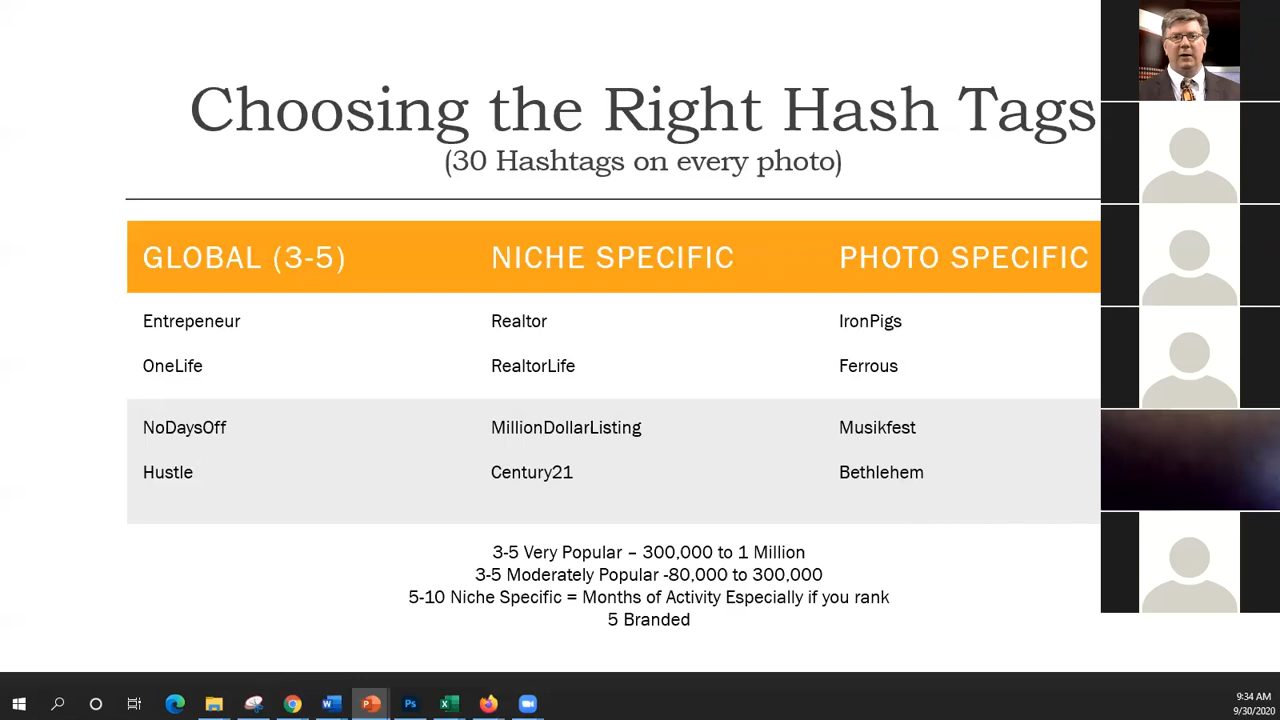 Choosing the Right Hash Tags
(30 Hashtags on every photo)
GLOBAL (3-5) NICHE SPECIFIC PHOTO SPECIFIC
Entrepeneur Realtor IronPigs
OneLife RealtorLife Ferrous
NoDaysOff MillionDollarListing Musikfest
Hustle Century21 Bethlehem
3-5 Very Popular – 300,000 to 1 Million
3-5 Moderately Popular -80,000 to 300,000
5-10 Niche Specific = Months of Activity Especially if you rank
5 Branded
W P Ps X
9:34 AM
9/30/2020